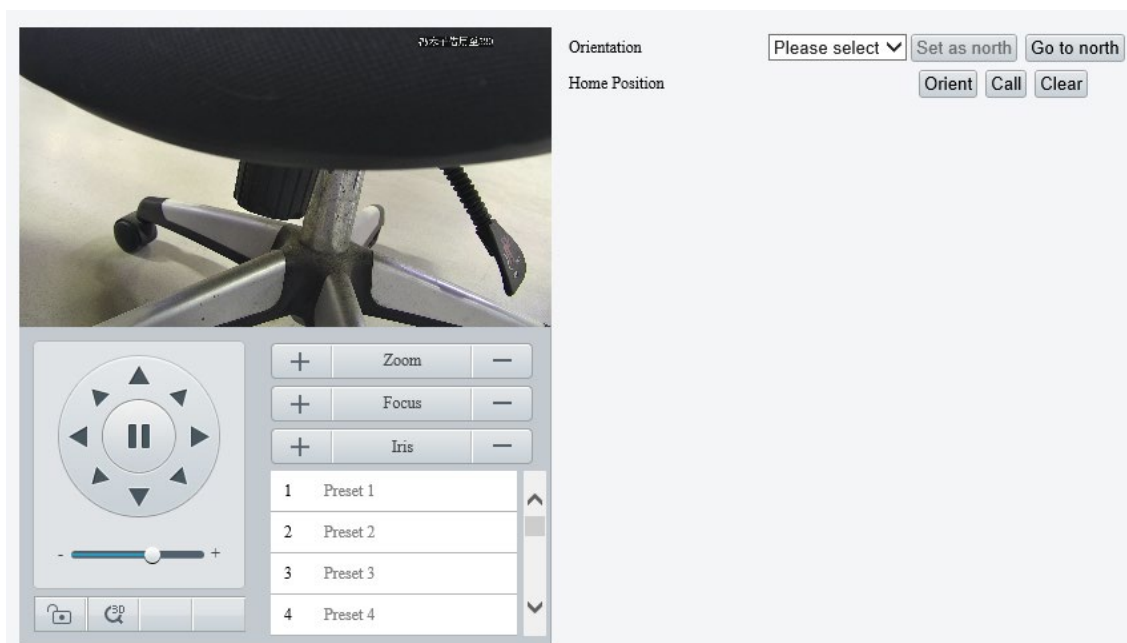 Orientation
Please select
Set as north
Go to north
Home Position
Orient
Call
Clear
Zoom
Focus
Iris
1 Preset 1
2 Preset 2
3 Preset 3
4 Preset 4
- +
3D